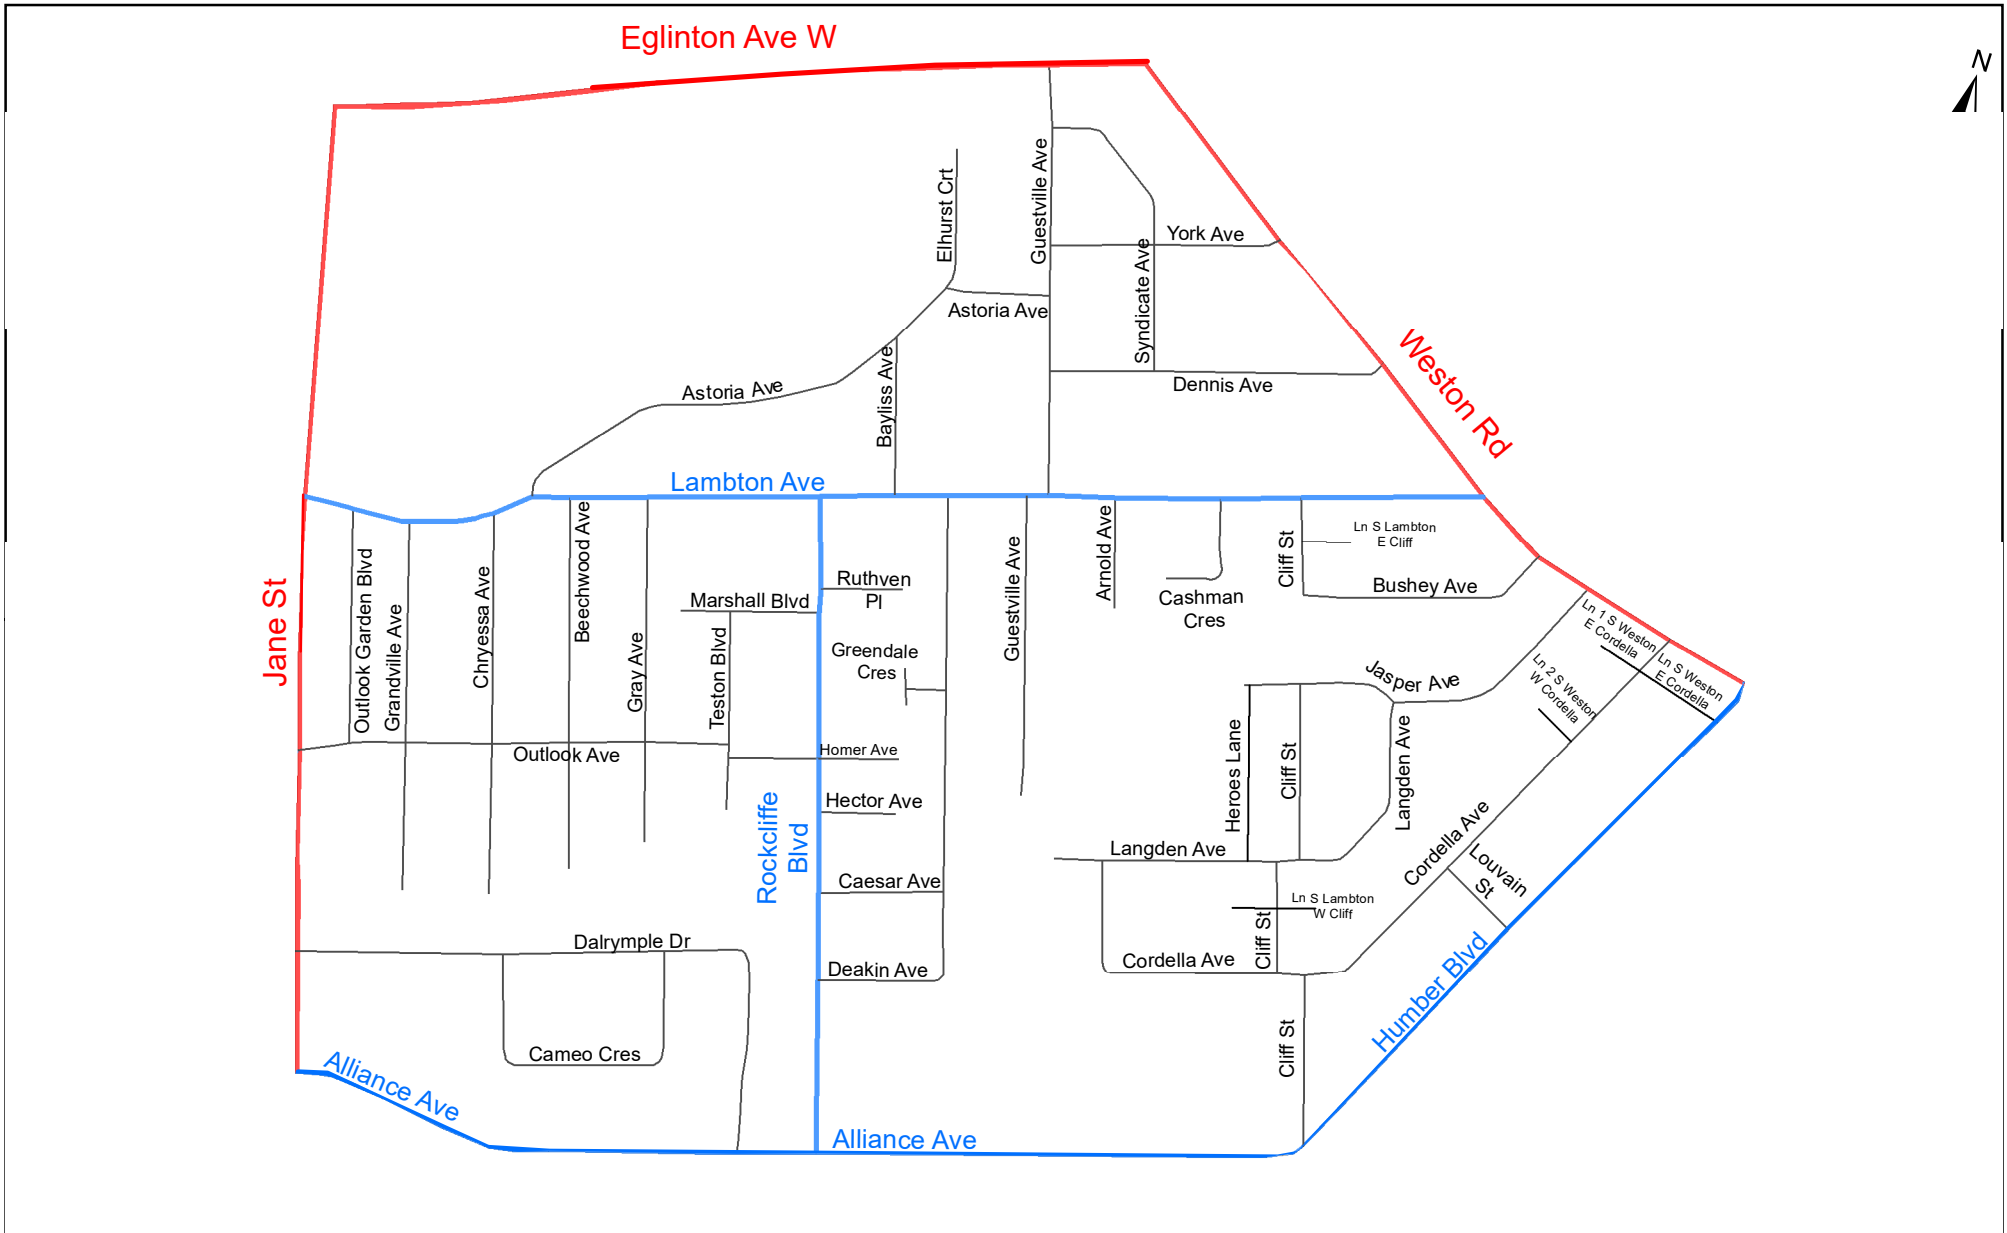 Eglinton Ave W
N
Guestville Ave
Elhurst Crt
York Ave
Syndicate Ave
Astoria Ave
Weston Rd
Dennis Ave
Astoria Ave
Bayliss Ave
Lambton Ave
Jane St
Outlook Garden Blvd
Grandville Ave
Chryessa Ave
Beechwood Ave
Gray Ave
Marshall Blvd
Teston Blvd
Ruthven
Pl
Greendale
Cres
Guestville Ave
Arnold Ave
Cashman
Cres
Cliff St
Ln S Lambton
E Cliff
Bushey Ave
Ln 1 S Weston
E Cordella
Ln S Weston
E Cordella
Ln 2 S Weston
W Cordella
Jasper Ave
Outlook Ave
Homer Ave
Heroes Lane
Cliff St
Langden Ave
Rockcliffe
Blvd
Hector Ave
Langden Ave
Cordella Ave
Louvain
St
Caesar Ave
Ln S Lambton
W Cliff
Cliff St
Dalrymple Dr
Deakin Ave
Cordella Ave
Humber Blvd
Cameo Cres
Cliff St
Alliance Ave
Alliance Ave